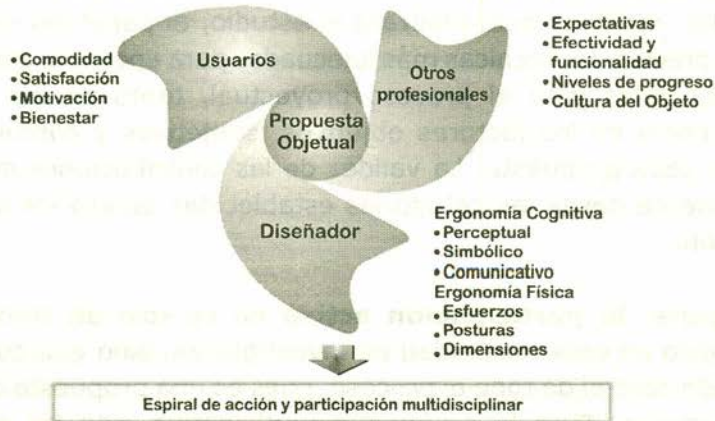 • Comodidad
• Satisfacción
• Motivación
• Bienestar
Usuarios
Otros
profesionales
• Expectativas
• Efectividad y
funcionalidad
• Niveles de progreso
• Cultura del Objeto
Propuesta
Objetual
Diseñador
Ergonomía Cognitiva
• Perceptual
• Simbólico
• Comunicativo
Ergonomía Física
• Esfuerzos
• Posturas
• Dimensiones
Espiral de acción y participación multidisciplinar